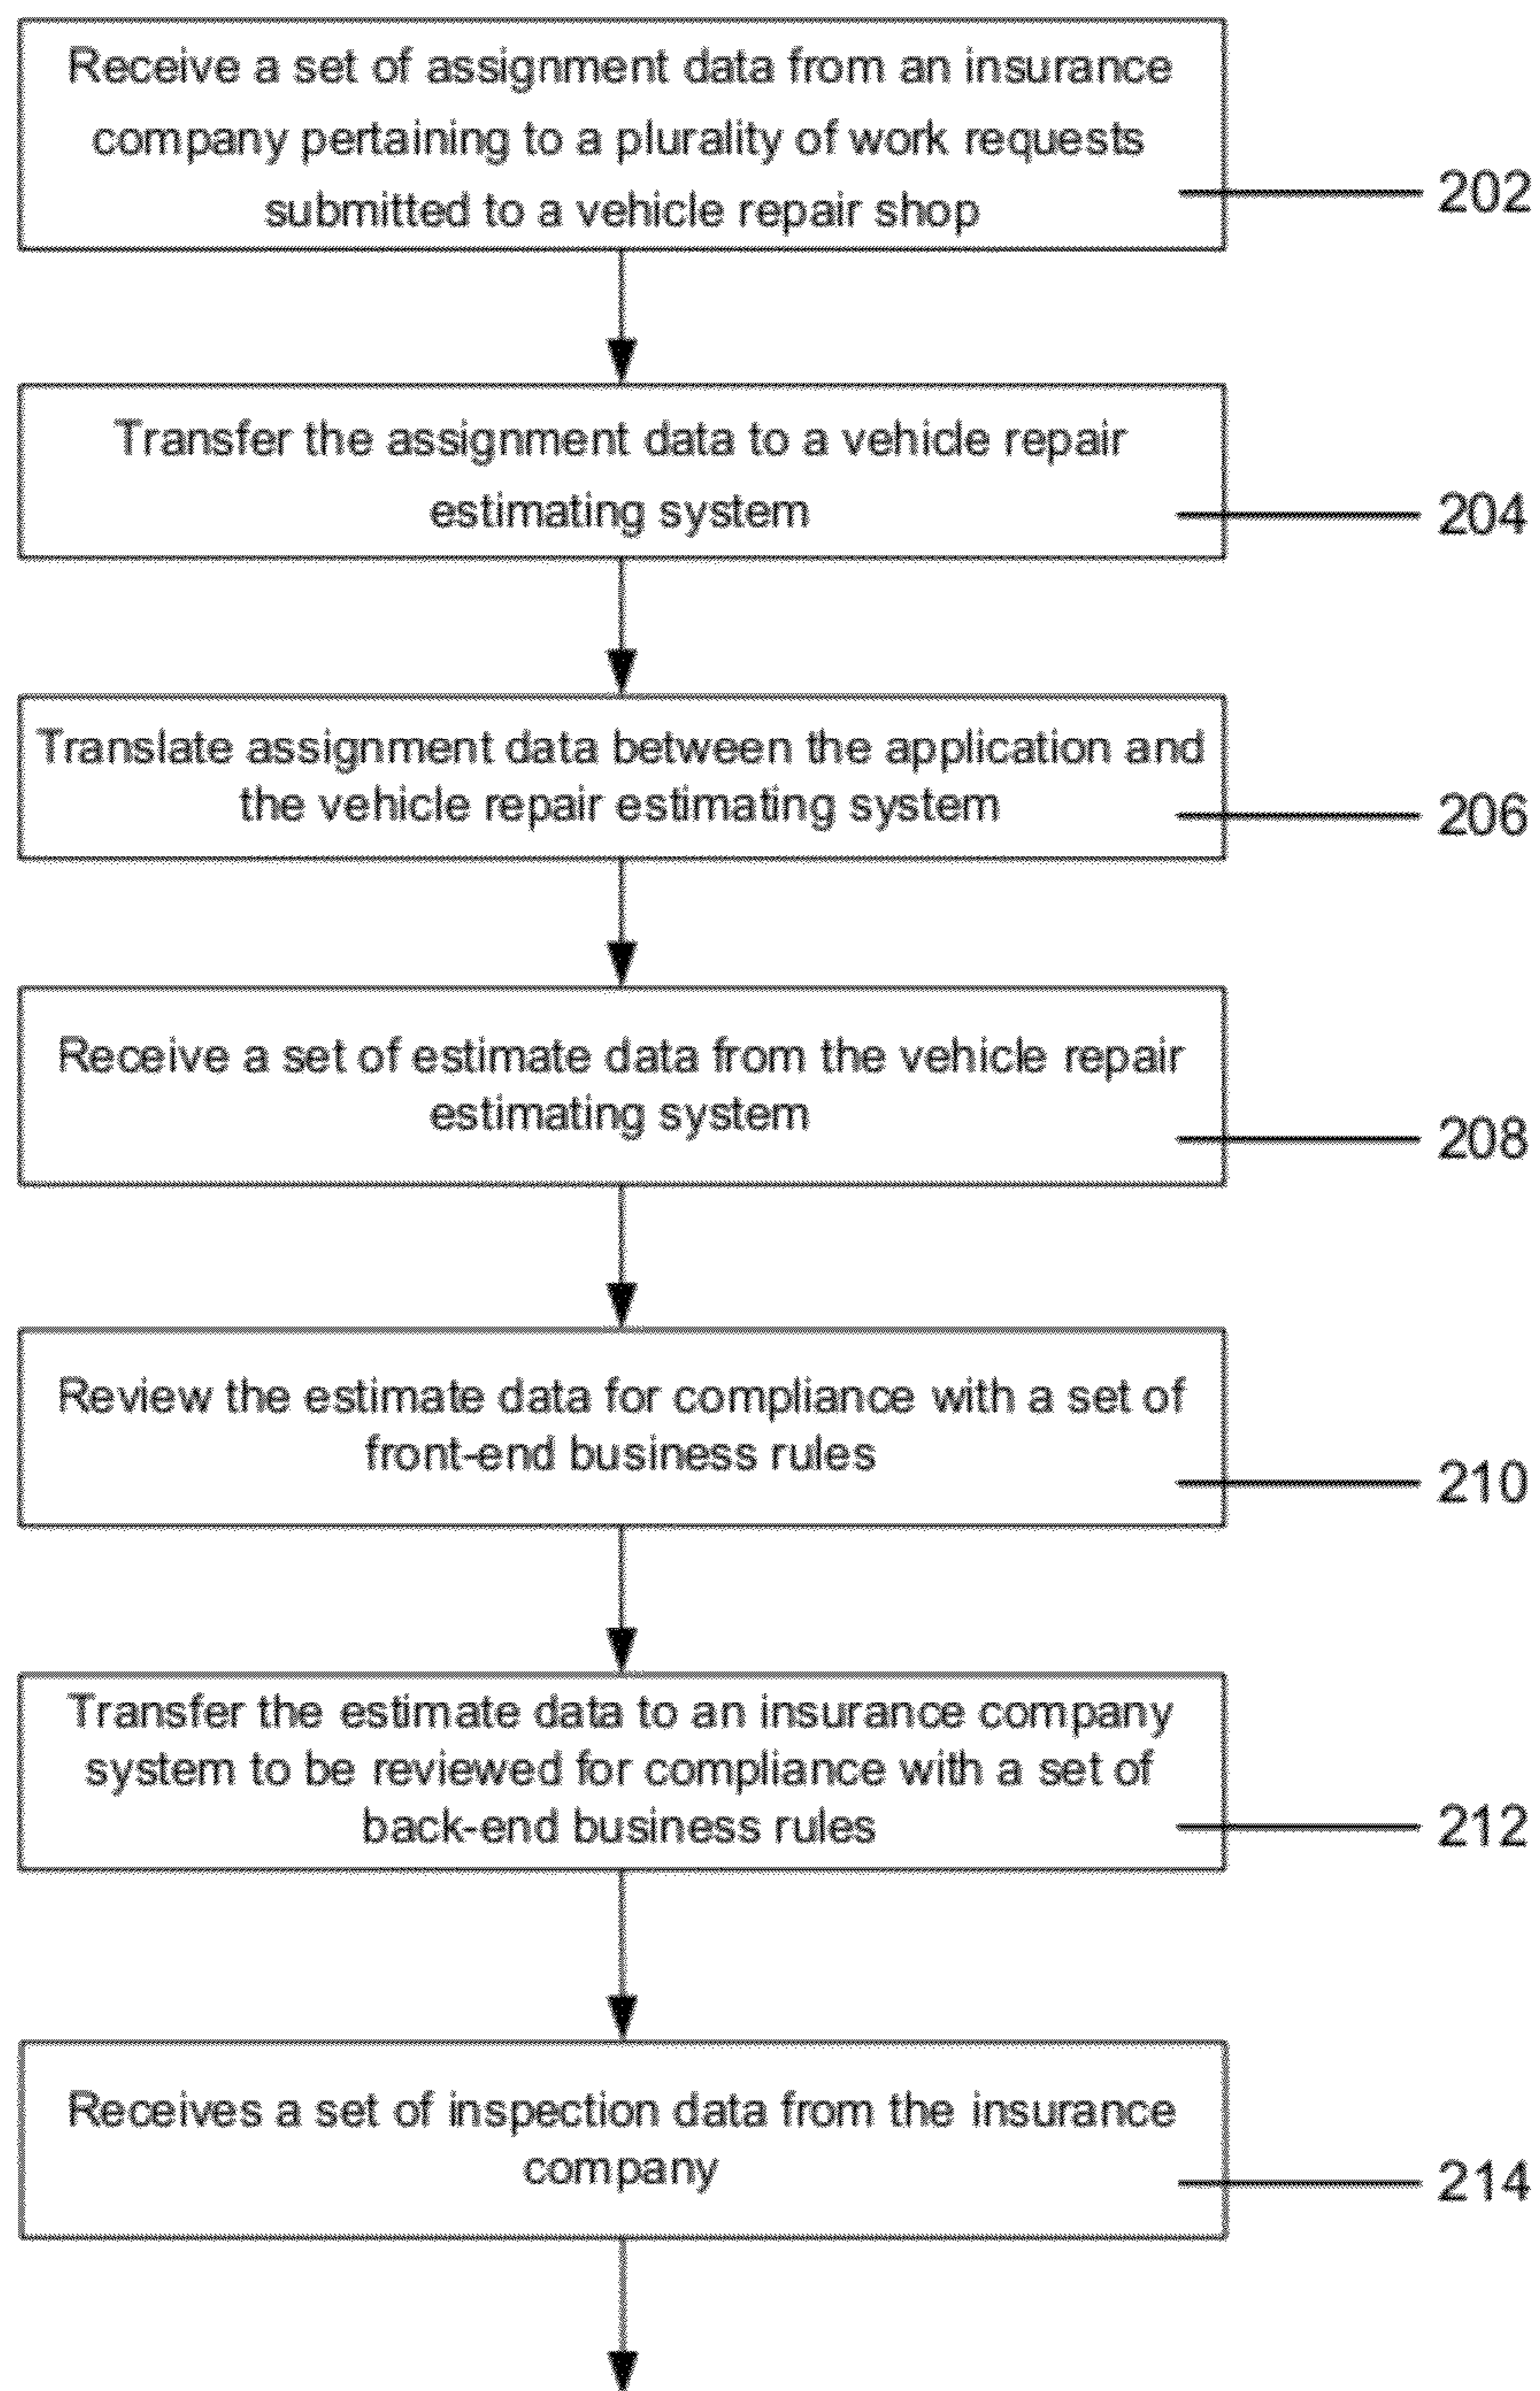 Receive a set of assignment data from an insurance
company pertaining to a plurality of work requests
submitted to a vehicle repair shop
202
Transfer the assignment data to a vehicle repair
estimating system
204
Translate assignment data between the application and
the vehicle repair estimating system
206
Receive a set of estimate data from the vehicle repair
estimating system
208
Review the estimate data for compliance with a set of
front-end business rules
210
Transfer the estimate data to an insurance company
system to be reviewed for compliance with a set of
back-end business rules
212
Receives a set of inspection data from the insurance
company
214